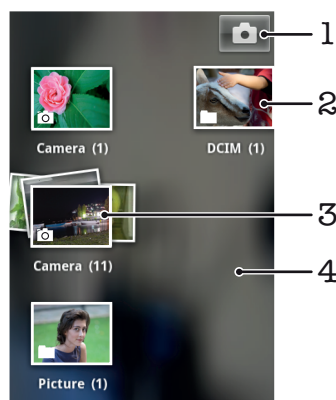 1
2
Camera (1)
DCIM (1)
3
Camera (11)
4
Picture (1)